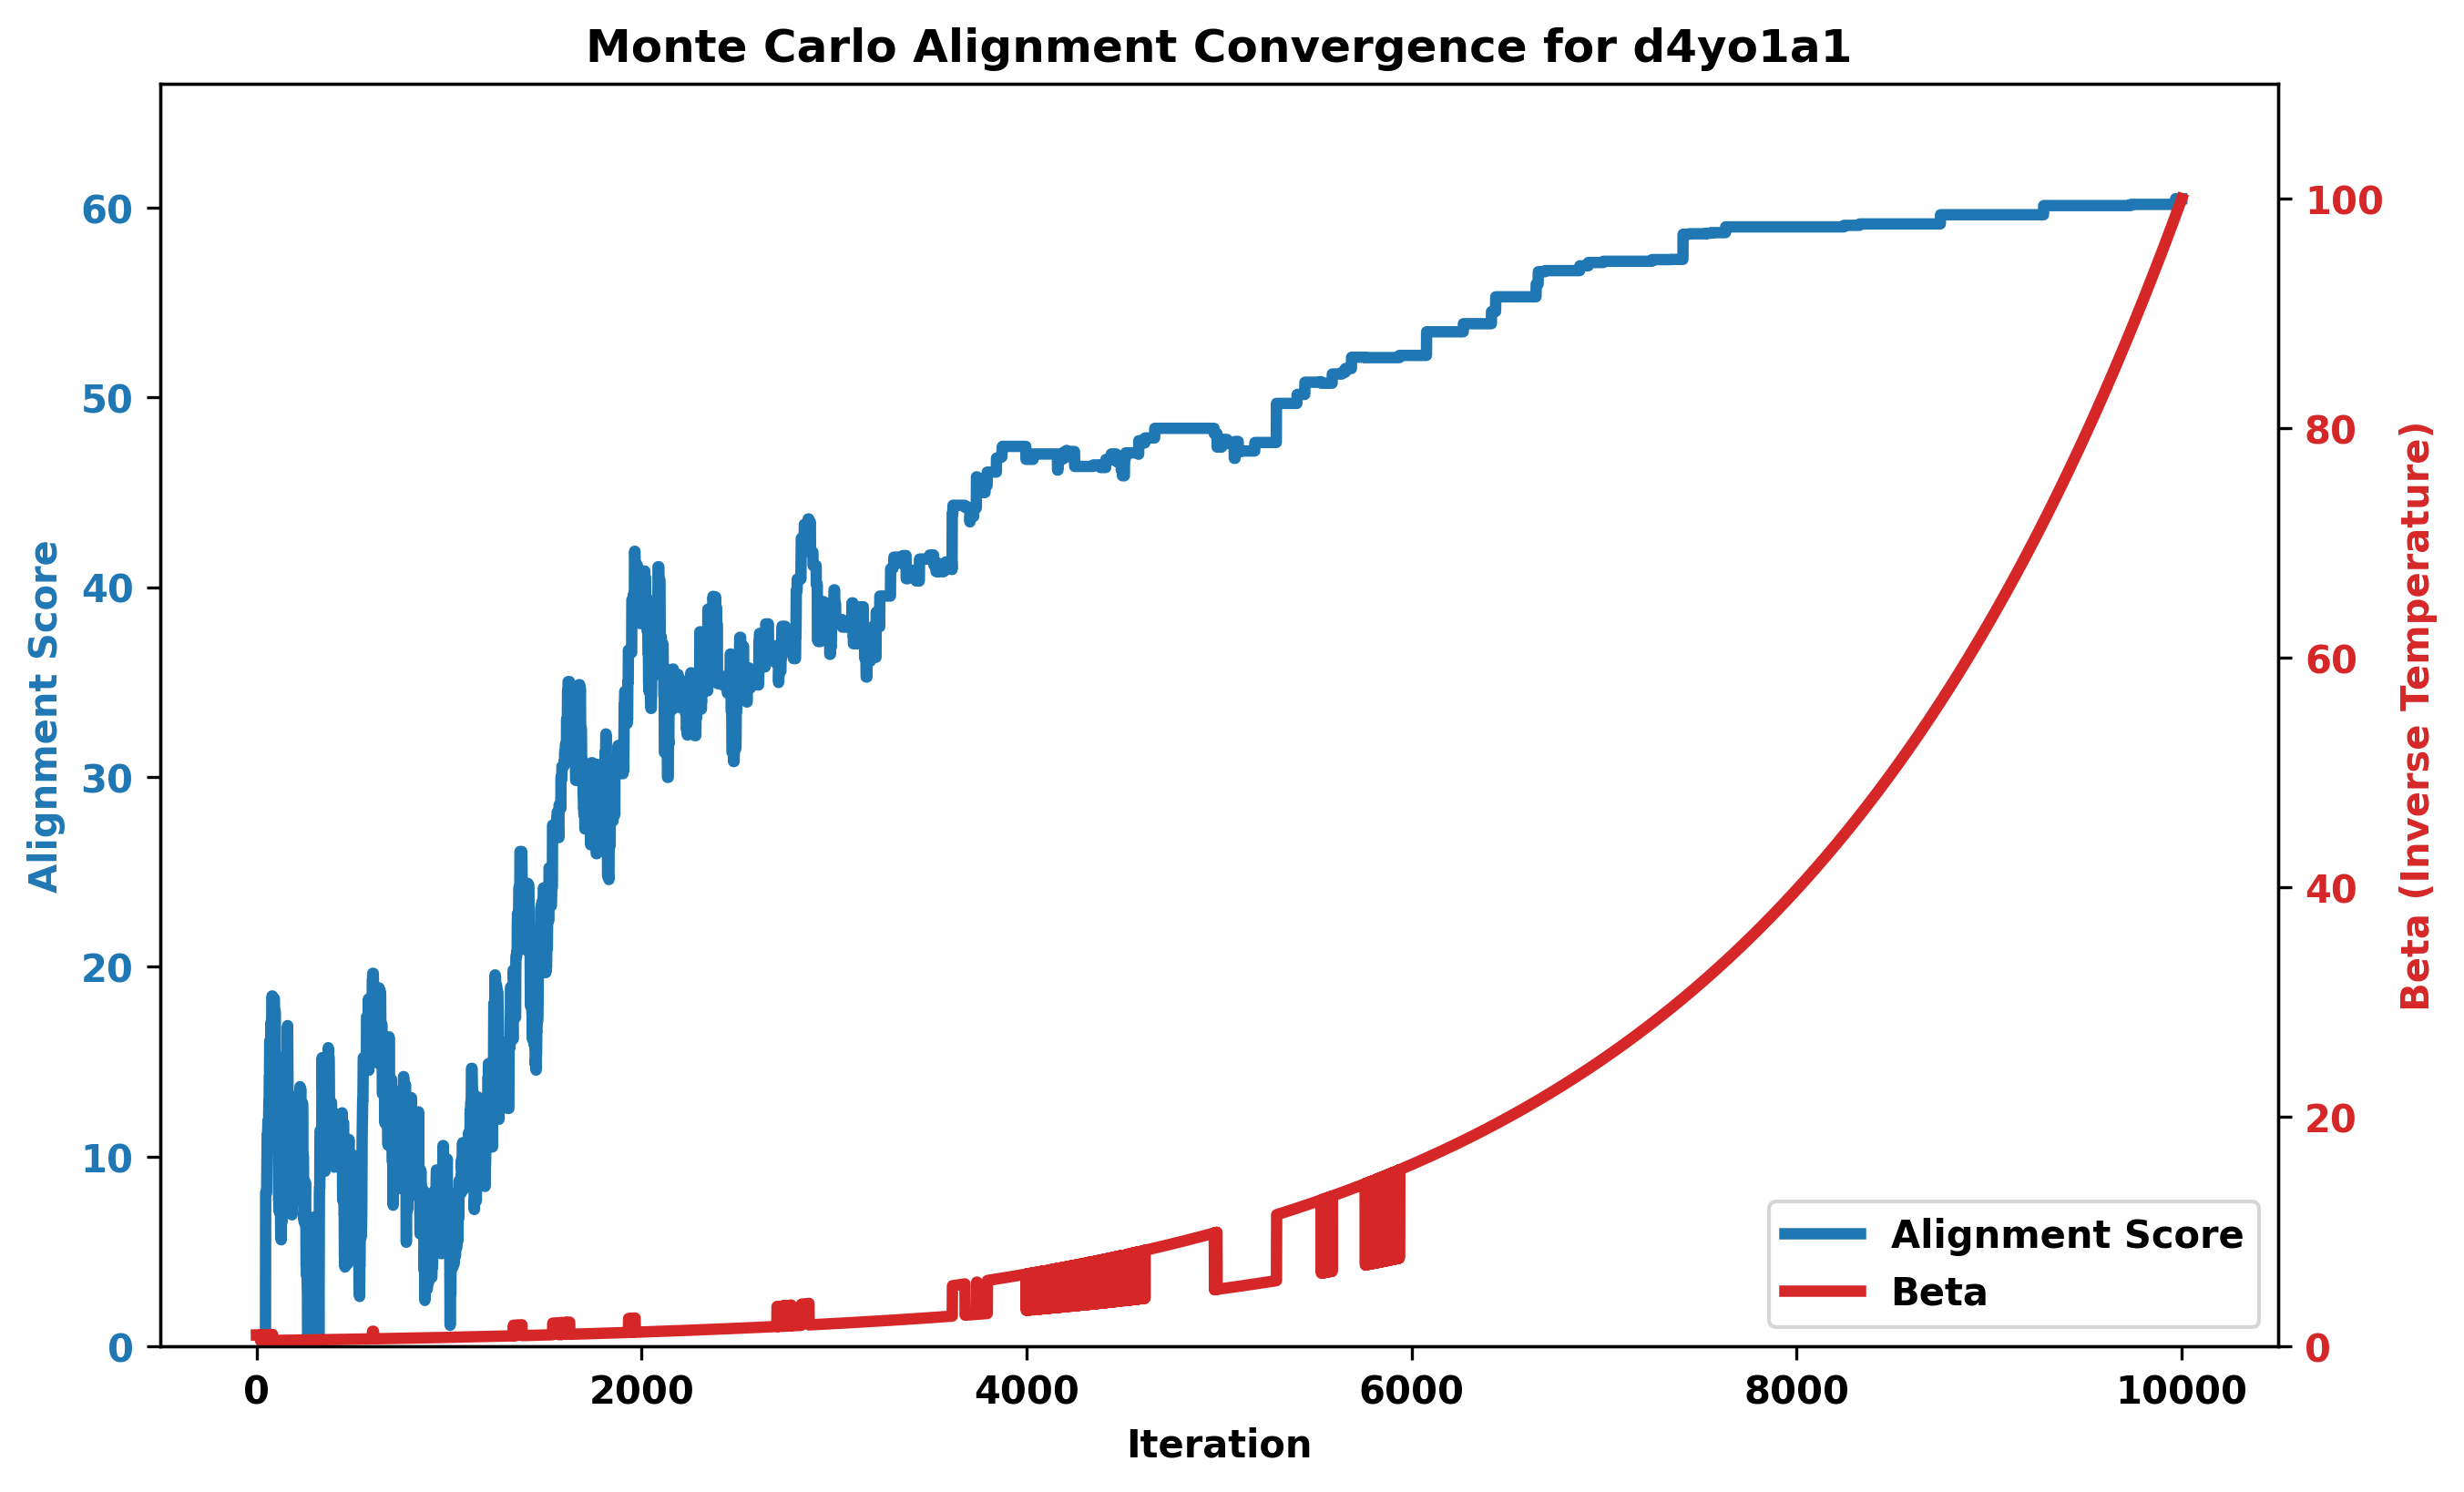 Monte Carlo Alignment Convergence for d4yo1a1
Alignment Score
60
50
40
30
20
10
0
100
80
60
40
20
0
Beta (Inverse Temperature)
Alignment Score
Beta
0 2000 4000 6000 8000 10000
Iteration